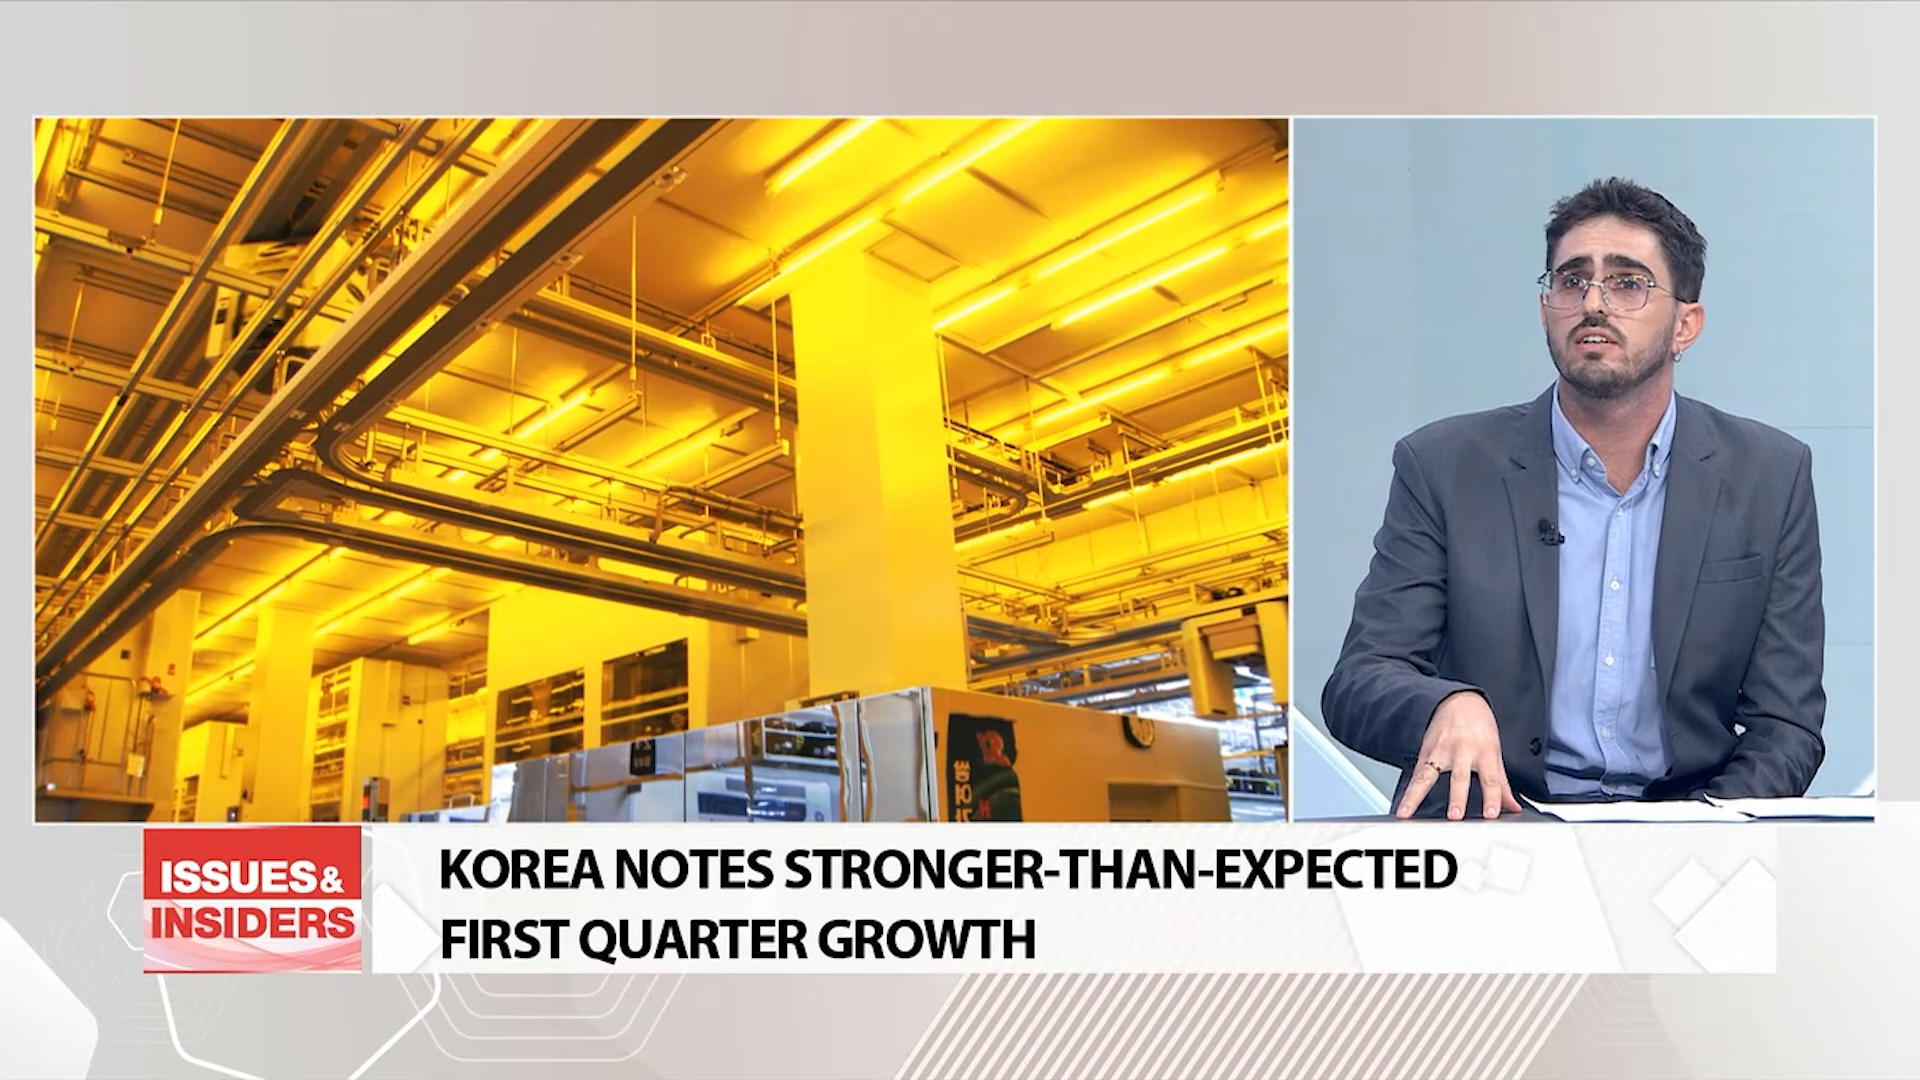 ISSUES&
INSIDERS
KOREA NOTES STRONGER-THAN-EXPECTED
FIRST QUARTER GROWTH